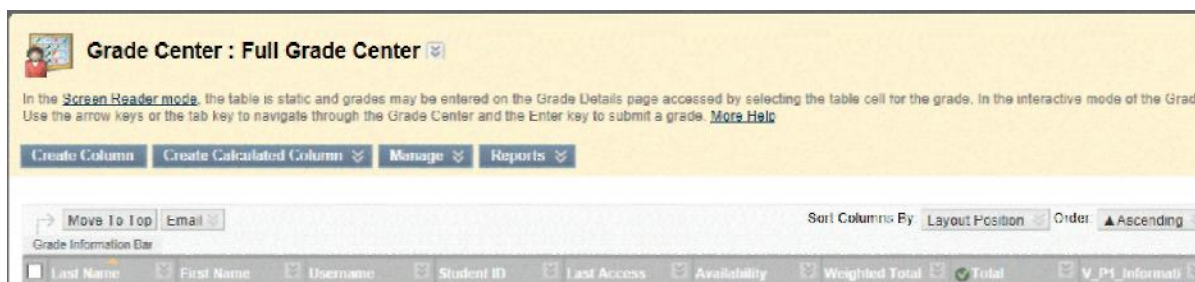 Grade Center : Full Grade Center
In the Screen Reader mode, the table is static and grades may be entered on the Grade Details page accessed by selecting the table cell for the grade. In the interactive mode of the Grad
Use the arrow keys or the tab key to navigate through the Grade Center and the Enter key to submit a grade. More Help
Create Column Create Calculated Column Manage Reports
Move To Top Email Sort Columns By: Layout Position Order: ▲Ascending
Grade Information Bar
Last Name First Name Username Student ID Last Access Availability Weighted Total Total V_P1_Informati